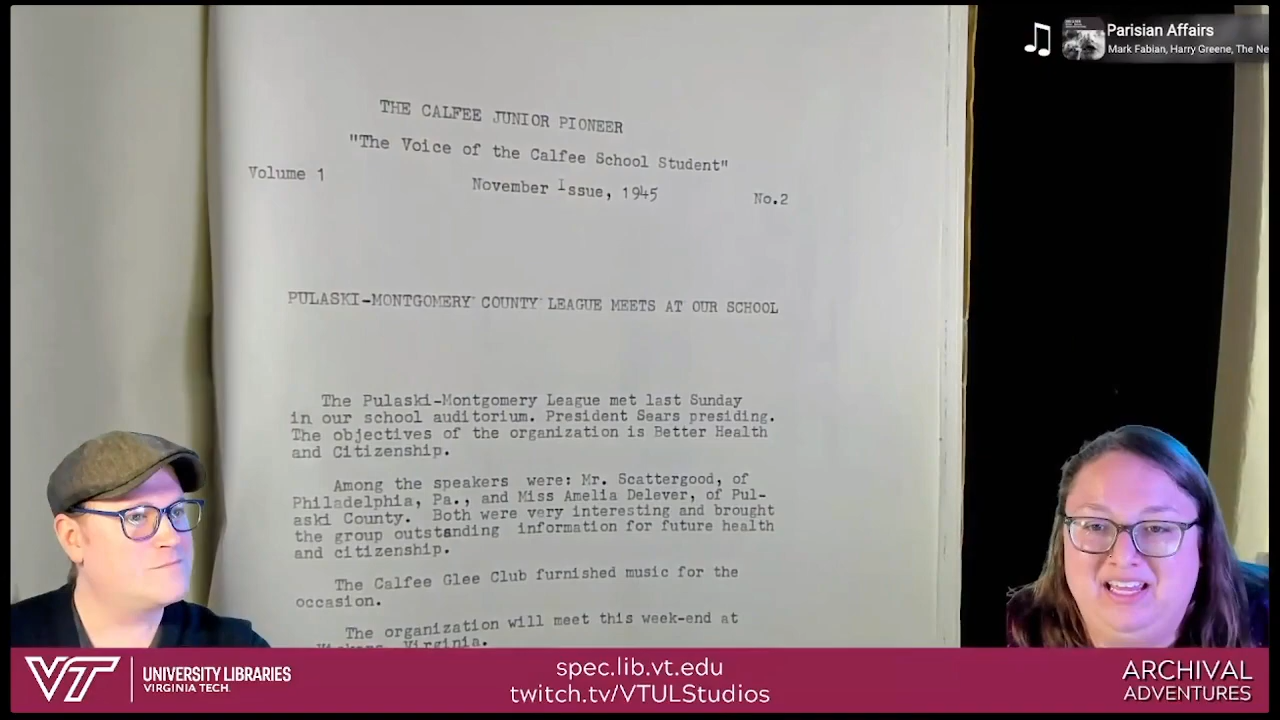 THE CALFEE JUNIOR PIONEER
"The Voice of the Calfee School Student"
Volume 1
November Issue, 1945
No.2
PULASKI-MONTGOMERY COUNTY LEAGUE MEETS AT OUR SCHOOL
The Pulaski-Montgomery League met last Sunday
in our school auditorium. President Sears presiding.
The objectives of the organization is Better Health
and Citizenship.
Among the speakers were: Mr. Scattergood, of
Philadelphia, Pa., and Miss Amelia Delever, of Pul-
aski County. Both were very interesting and brought
the group outstanding information for future health
and citizenship.
The Calfee Glee Club furnished music for the
occasion.
The organization will meet this week-end at
Virginia.
Parisian Affairs
Mark Fabian, Harry Greene, The Ne
VT
UNIVERSITY LIBRARIES
VIRGINIA TECH.
spec.lib.vt.edu
twitch.tv/VTULStudios
ARCHIVAL
ADVENTURES